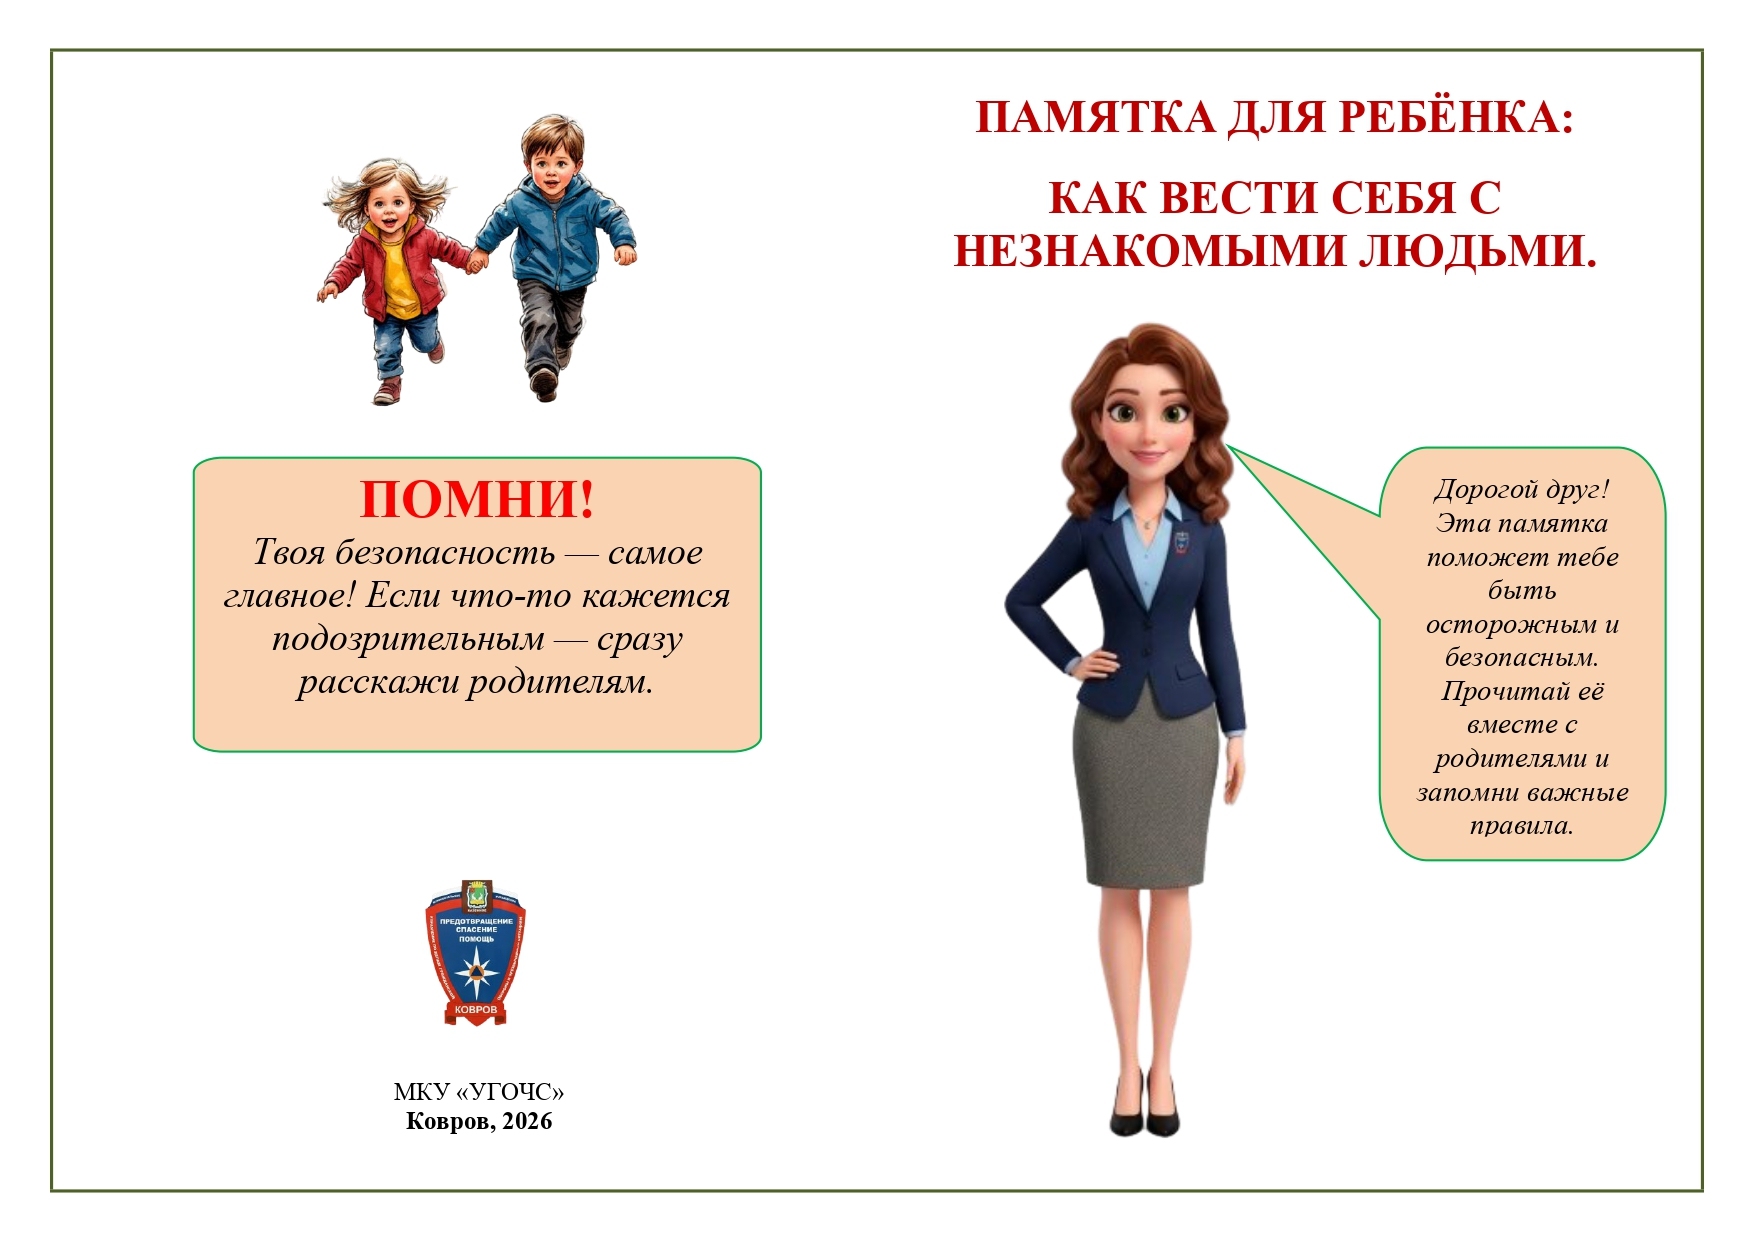 ПАМЯТКА ДЛЯ РЕБЁНКА:
КАК ВЕСТИ СЕБЯ С
НЕЗНАКОМЫМИ ЛЮДЬМИ.
Дорогой друг!
Эта памятка
поможет тебе
быть
осторожным и
безопасным.
Прочитай её
вместе с
родителями и
запомни важные
правила.
ПОМНИ!
Твоя безопасность — самое
главное! Если что-то кажется
подозрительным — сразу
расскажи родителям.
ПРЕДОТВРАЩЕНИЕ
СПАСЕНИЕ
ПОМОЩЬ
КОВРОВ
МКУ «УГОЧС»
Ковров, 2026